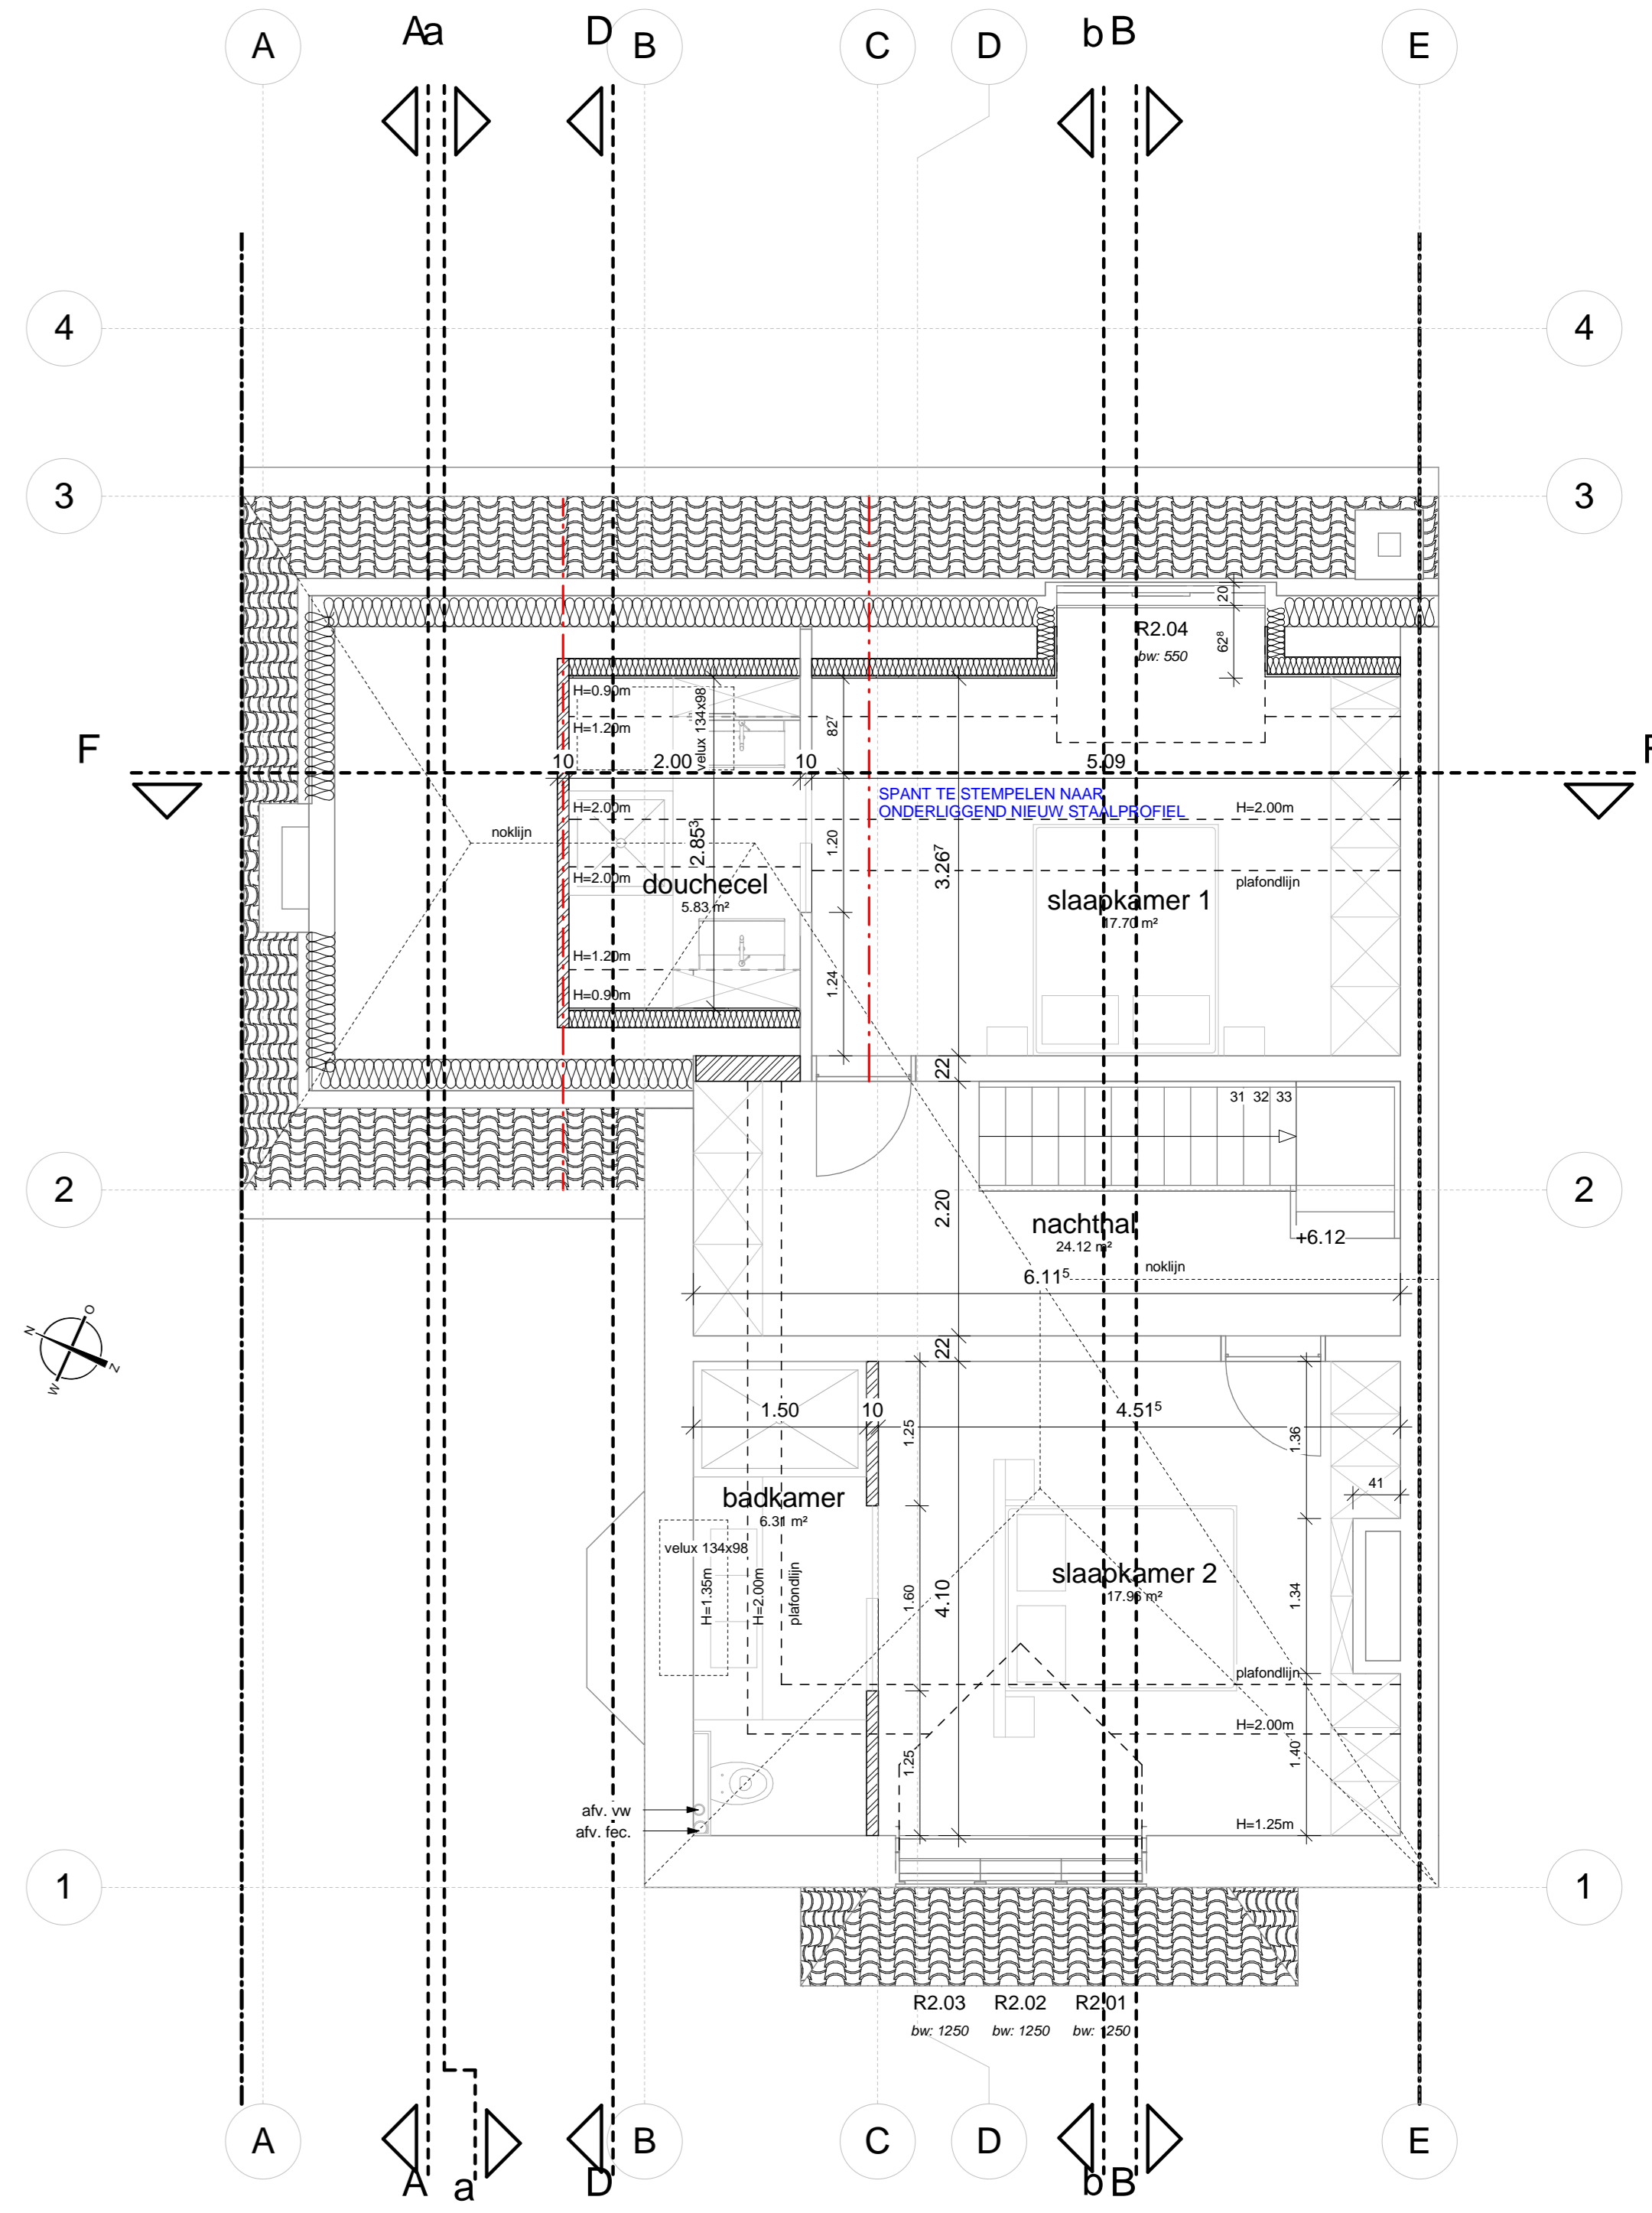 A
Aa
D
B
C
D
bB
E
4
4
3
3
20
R2.04
bw: 550
62⁸
H=0.90m
velux 134x98
H=1.20m
82⁷
F
F
10
2.00
10
5.09
SPANT TE STEMPELEN NAAR
ONDERLIGGEND NIEUW STAALPROFIEL
H=2.00m
H=2.00m
noklijn
2.85³
1.20
3.26⁷
H=2.00m
plafondlijn
douchecel
5.83 m²
slaapkamer 1
17.70 m²
H=1.20m
1.24
H=0.90m
22
31 32 33
2
2
2.20
nachthal
24.12 m²
+6.12
noklijn
6.11⁵
N
O
W
Z
22
1.50
10
4.51⁵
1.25
1.36
41
badkamer
6.31 m²
velux 134x98
H=1.35m
H=2.00m
plafondlijn
1.60
4.10
slaapkamer 2
17.96 m²
1.34
plafondlijn
H=2.00m
1.25
1.40
afv. vw
afv. fec.
H=1.25m
1
1
R2.03
R2.02
R2.01
bw: 1250
bw: 1250
bw: 1250
A
B
C
D
E
A
a
D
bB